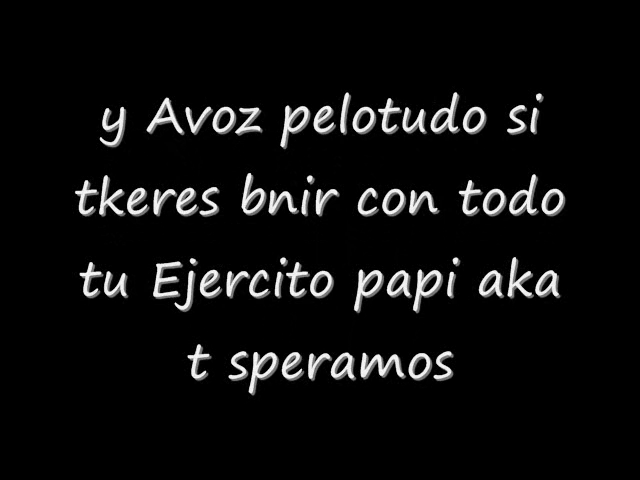 y Avoz pelotudo si
tkeres bnir con todo
tu Ejercito papi aka
t speramos